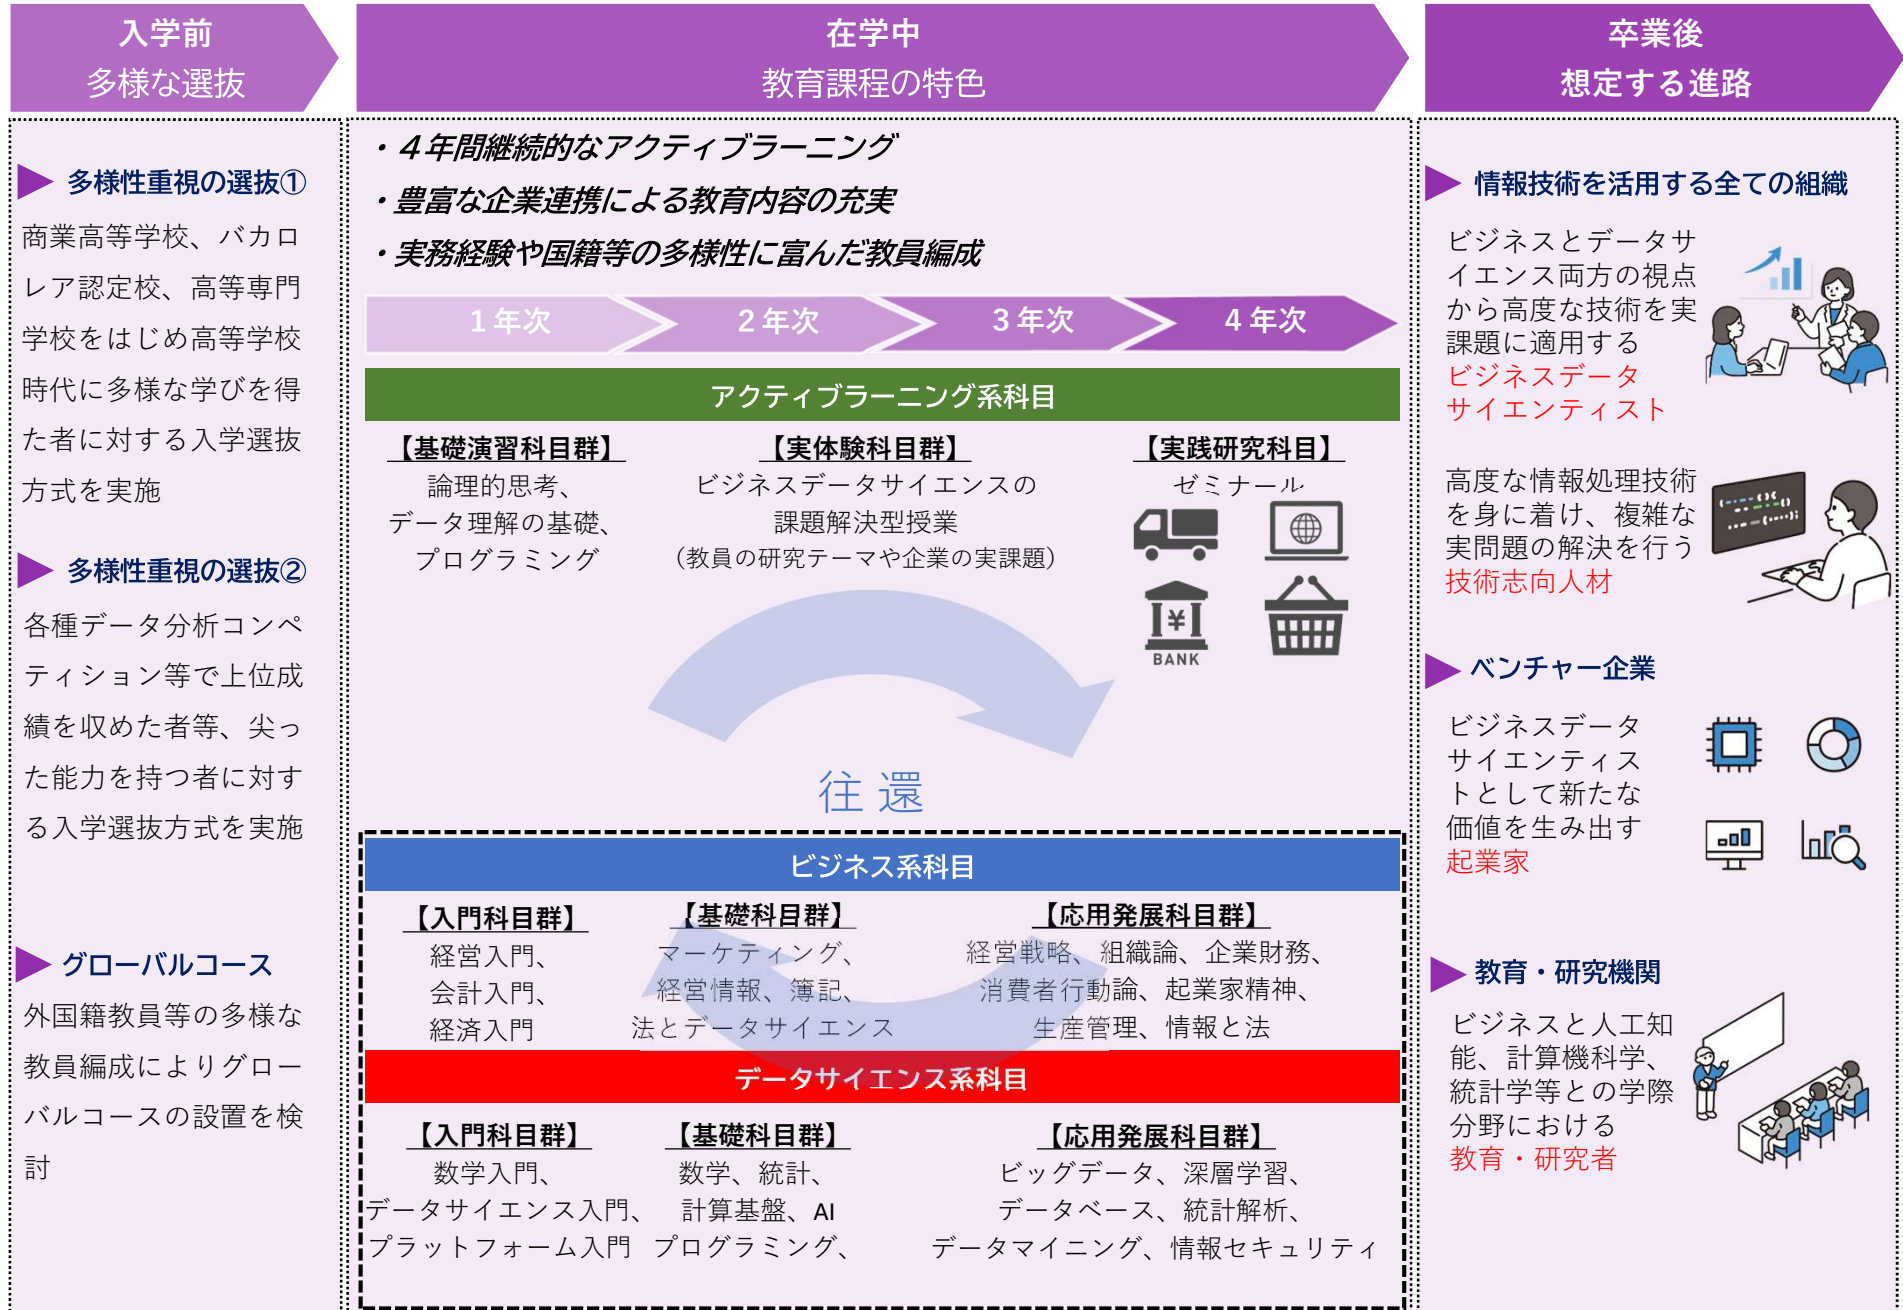 入学前
多様な選抜
在学中
教育課程の特色
卒業後
想定する進路
多様性重視の選抜①
商業高等学校、バカロ
レア認定校、高等専門
学校をはじめ高等学校
時代に多様な学びを得
た者に対する入学選抜
方式を実施
多様性重視の選抜②
各種データ分析コンペ
ティション等で上位成
績を収めた者等、尖っ
た能力を持つ者に対す
る入学選抜方式を実施
グローバルコース
外国籍教員等の多様な
教員編成によりグロー
バルコースの設置を検
討
・４年間継続的なアクティブラーニング
・豊富な企業連携による教育内容の充実
・実務経験や国籍等の多様性に富んだ教員編成
1年次
2年次
3年次
4年次
アクティブラーニング系科目
【基礎演習科目群】
論理的思考、
データ理解の基礎、
プログラミング
【実体験科目群】
ビジネスデータサイエンスの
課題解決型授業
（教員の研究テーマや企業の実課題）
【実践研究科目】
ゼミナール
¥
BANK
往還
ビジネス系科目
【入門科目群】
経営入門、
会計入門、
経済入門
【基礎科目群】
マーケティング、
経営情報、簿記、
法とデータサイエンス
【応用発展科目群】
経営戦略、組織論、企業財務、
消費者行動論、起業家精神、
生産管理、情報と法
データサイエンス系科目
【入門科目群】
数学入門、
データサイエンス入門、
プラットフォーム入門
【基礎科目群】
数学、統計、
計算基盤、AI
プログラミング、
【応用発展科目群】
ビッグデータ、深層学習、
データベース、統計解析、
データマイニング、情報セキュリティ
情報技術を活用する全ての組織
ビジネスとデータサ
イエンス両方の視点
から高度な技術を実
課題に適用する
ビジネスデータ
サイエンティスト
高度な情報処理技術
を身に着け、複雑な
実問題の解決を行う
技術志向人材
ベンチャー企業
ビジネスデータ
サイエンティス
トとして新たな
価値を生み出す
起業家
教育・研究機関
ビジネスと人工知
能、計算機科学、
統計学等との学際
分野における
教育・研究者